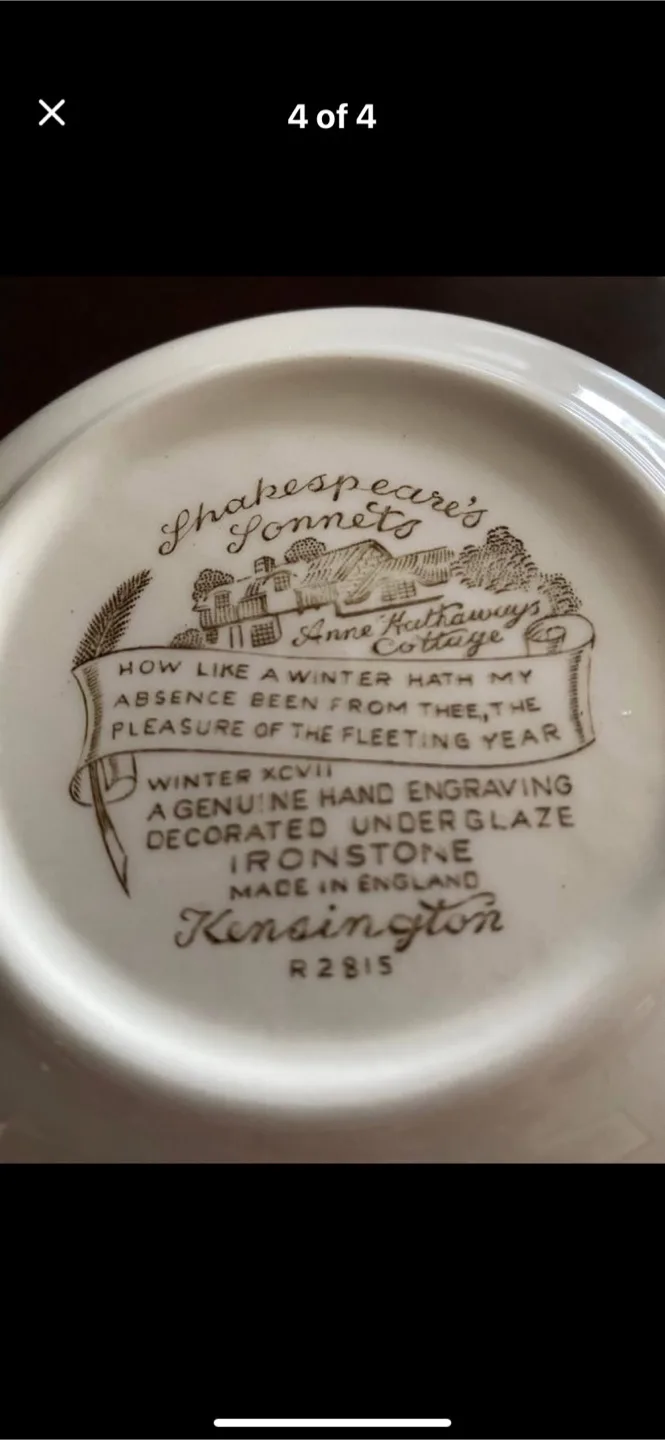 4 of 4
Shakespeare's
Sonnets
Anne Hathaways
Cottage
HOW LIKE A WINTER HATH MY
ABSENCE BEEN FROM THEE, THE
PLEASURE OF THE FLEETING YEAR
WINTER XCVII
A GENUINE HAND ENGRAVING
DECORATED UNDERGLAZE
IRONSTONE
MADE IN ENGLAND
Kensington
R2815